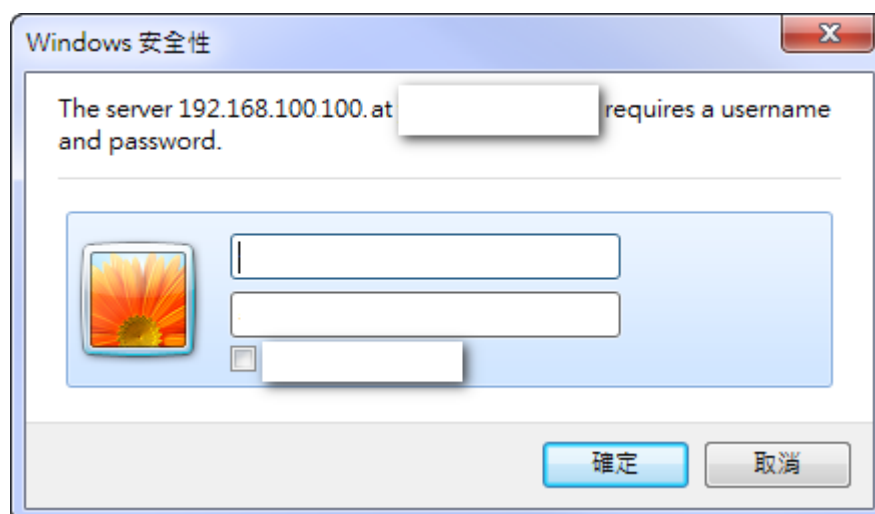 Windows 安全性
The server 192.168.100.100. at requires a username
and password.
確定
取消